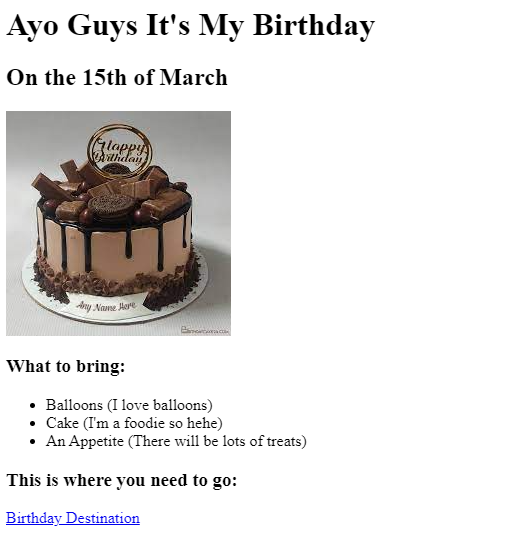 Ayo Guys It's My Birthday
On the 15th of March
Happy
Birthday
Any Name Here
What to bring:
Balloons (I love balloons)
Cake (I'm a foodie so hehe)
An Appetite (There will be lots of treats)
This is where you need to go:
Birthday Destination